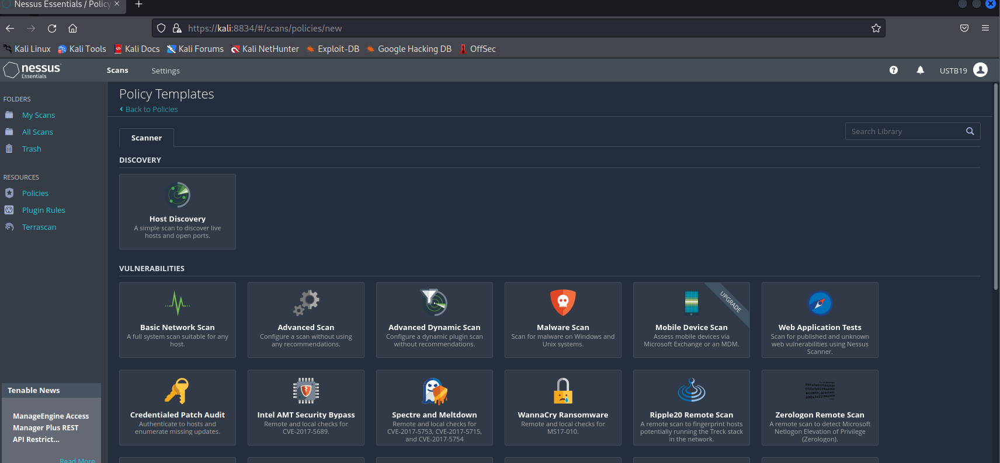 Nessus Essentials / Policy
https://kali:8834/#/scans/policies/new
Kali Linux
Kali Tools
Kali Docs
Kali Forums
Kali NetHunter
Exploit-DB
Google Hacking DB
OffSec
nessus
Essentials
Scans
Settings
USTB19
FOLDERS
My Scans
All Scans
Trash
RESOURCES
Policies
Plugin Rules
Terrascan
Tenable News
ManageEngine Access
Manager Plus REST
API Restrict...
Read More
Policy Templates
Back to Policies
Scanner
Search Library
DISCOVERY
Host Discovery
A simple scan to discover live
hosts and open ports.
VULNERABILITIES
Basic Network Scan
A full system scan suitable for any
host.
Advanced Scan
Configure a scan without using
any recommendations.
Advanced Dynamic Scan
Configure a dynamic plugin scan
without recommendations.
Malware Scan
Scan for malware on Windows and
Unix systems.
UPGRADE
Mobile Device Scan
Assess mobile devices via
Microsoft Exchange or an MDM.
Web Application Tests
Scan for published and unknown
web vulnerabilities using Nessus
Scanner.
Credentialed Patch Audit
Authenticate to hosts and
enumerate missing updates.
Intel AMT Security Bypass
Remote and local checks for
CVE-2017-5689.
Spectre and Meltdown
Remote and local checks for
CVE-2017-5753, CVE-2017-5715,
and CVE-2017-5754
WannaCry Ransomware
Remote and local checks for
MS17-010.
Ripple20 Remote Scan
A remote scan to fingerprint hosts
potentially running the Treck stack
in the network.
Zerologon Remote Scan
A remote scan to detect Microsoft
Netlogon Elevation of Privilege
(Zerologon).